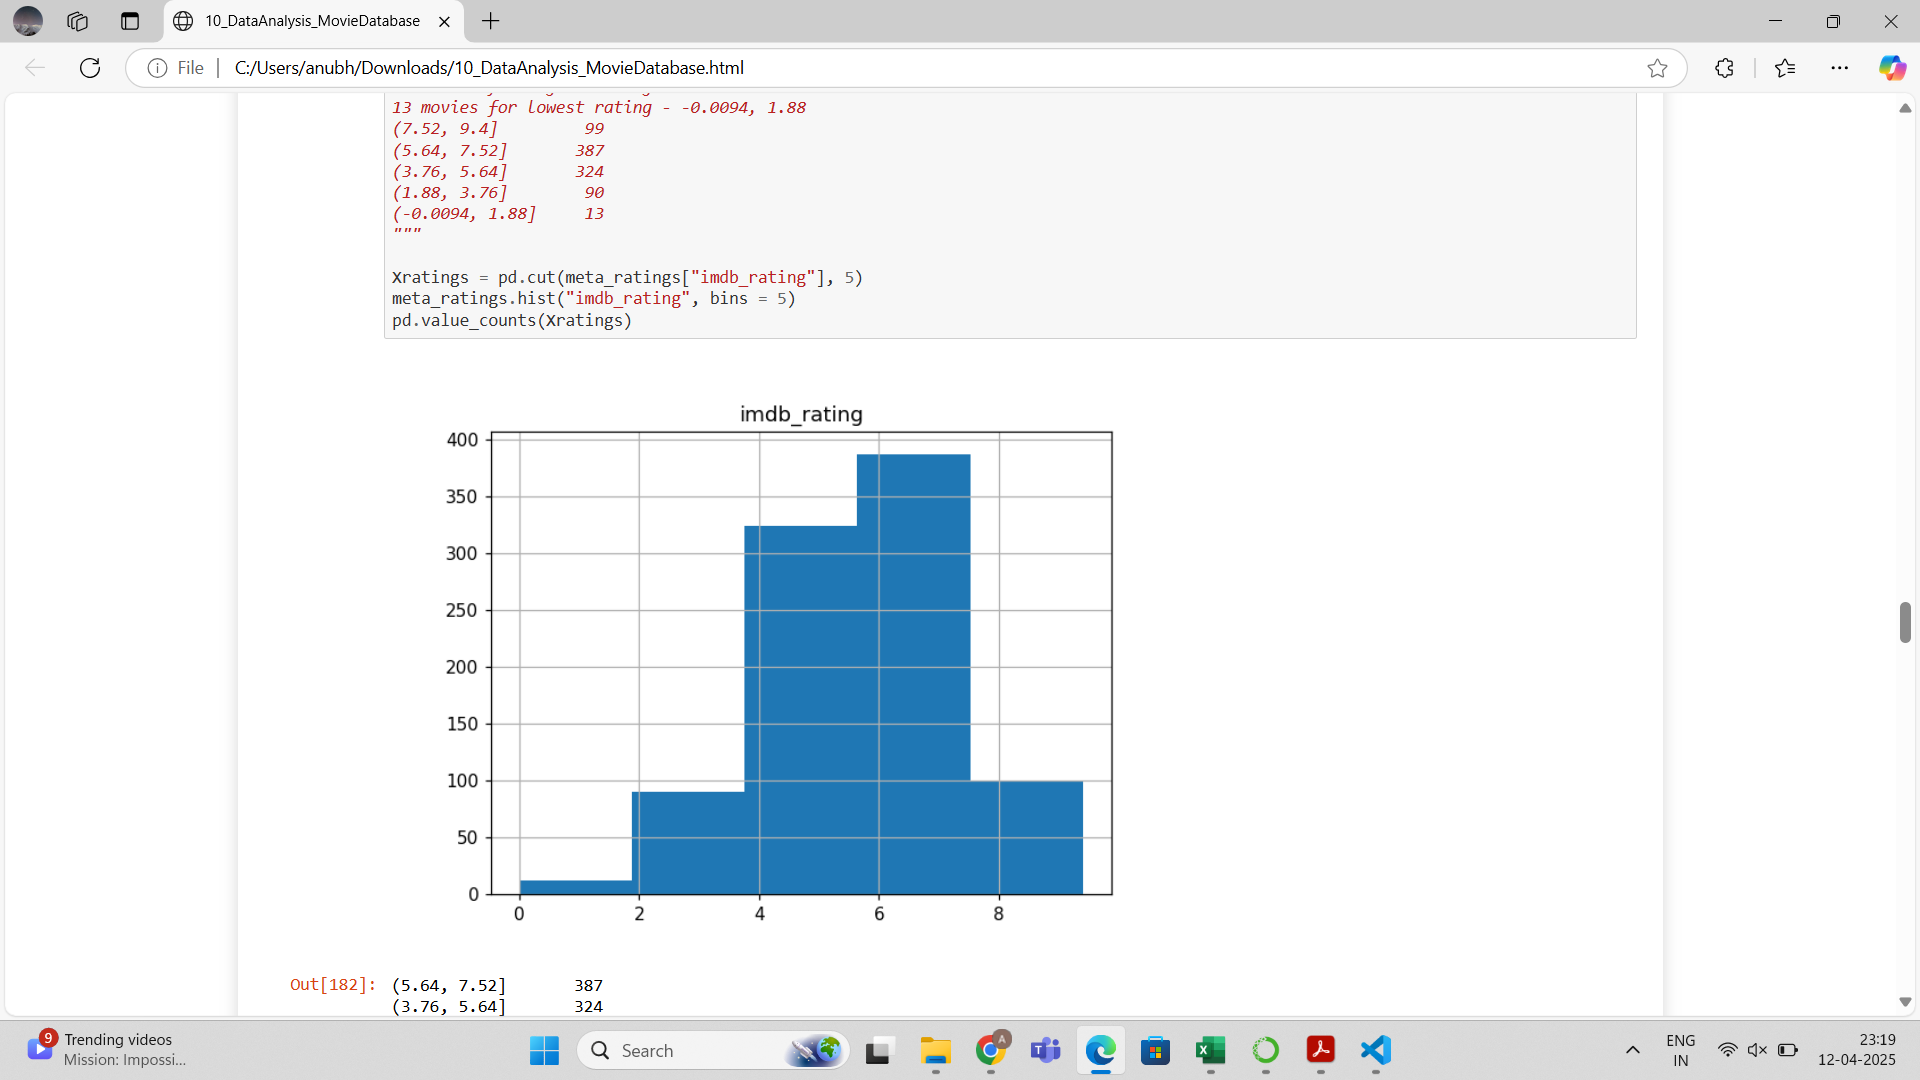 10_DataAnalysis_MovieDatabase
File
C:/Users/anubh/Downloads/10_DataAnalysis_MovieDatabase.html
13 movies for lowest rating - -0.0094, 1.88
(7.52, 9.4] 99
(5.64, 7.52] 387
(3.76, 5.64] 324
(1.88, 3.76] 90
(-0.0094, 1.88] 13
"""
Xratings = pd.cut(meta_ratings["imdb_rating"], 5)
meta_ratings.hist("imdb_rating", bins = 5)
pd.value_counts(Xratings)
imdb_rating
400
350
300
250
200
150
100
50
0
0 2 4 6 8
Out[182]: (5.64, 7.52] 387
(3.76, 5.64] 324
9
Trending videos
Mission: Impossi...
Search
A
ENG
IN
23:19
12-04-2025